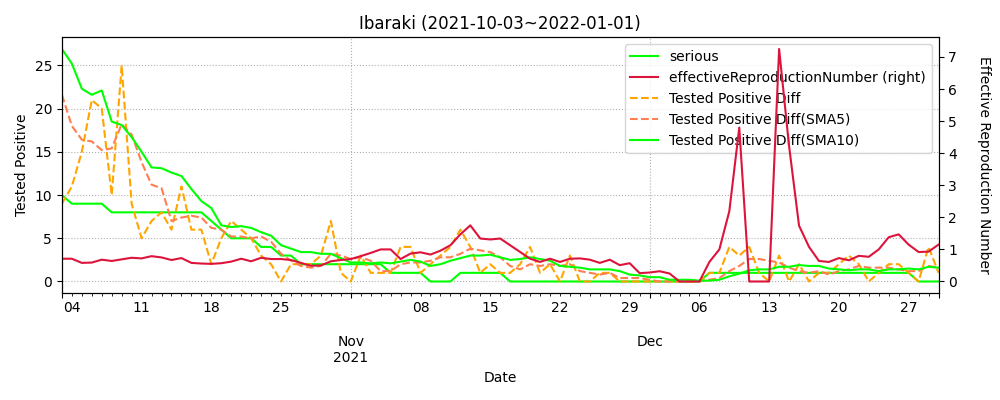 Ibaraki (2021-10-03~2022-01-01)
serious
effectiveReproductionNumber (right)
Tested Positive Diff
Tested Positive Diff(SMA5)
Tested Positive Diff(SMA10)
Tested Positive
25
20
15
10
5
0
Effective Reproduction Number
7
6
5
4
3
2
1
0
04
11
18
25
08
15
22
29
06
13
20
27
Nov
2021
Dec
Date